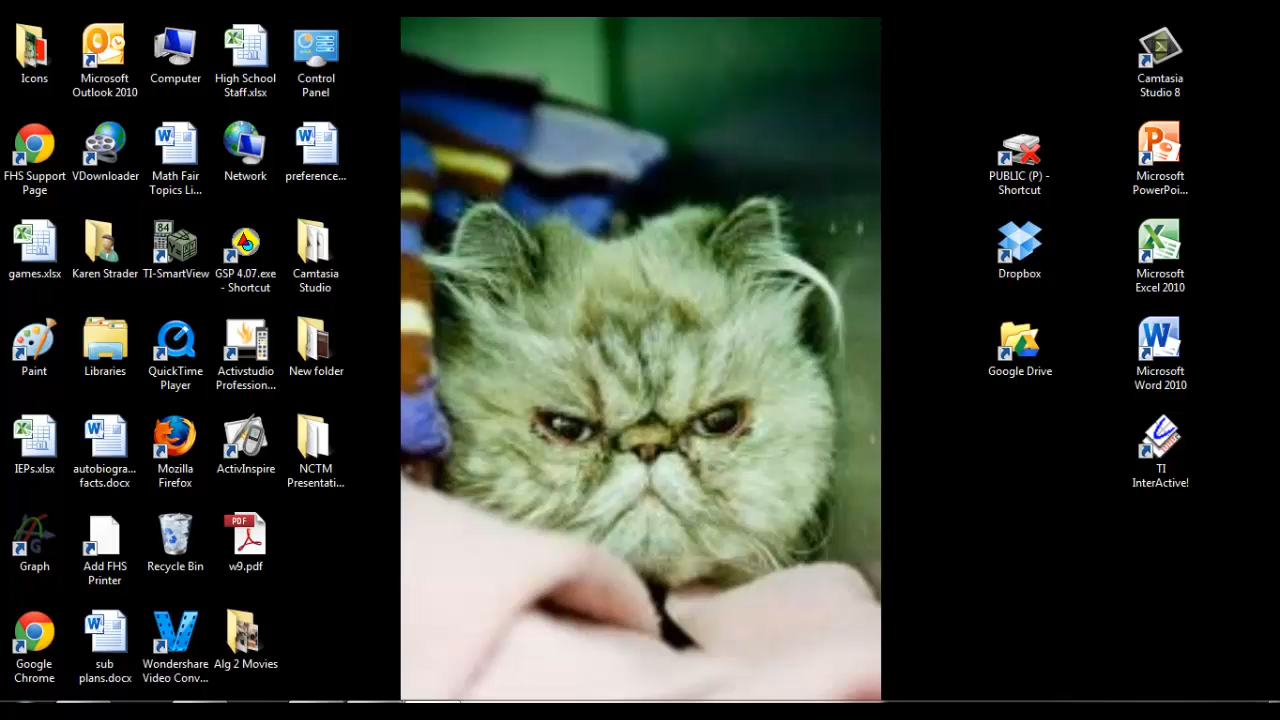 Icons
Microsoft
Outlook 2010
Computer
High School
Staff.xlsx
Control
Panel
Camtasia
Studio 8
FHS Support
Page
VDownloader
Math Fair
Topics Li...
Network
preference...
PUBLIC (P) -
Shortcut
Microsoft
PowerPoi...
games.xlsx
Karen Strader
84
TI-SmartView
GSP 4.07.exe
- Shortcut
Camtasia
Studio
Dropbox
Microsoft
Excel 2010
Paint
Libraries
QuickTime
Player
Activstudio
Profession...
New folder
Google Drive
Microsoft
Word 2010
IEPs.xlsx
autobiogra...
facts.docx
Mozilla
Firefox
ActivInspire
NCTM
Presentati...
TI
InterActive!
Graph
Add FHS
Printer
Recycle Bin
PDF
w9.pdf
Google
Chrome
sub
plans.docx
Wondershare
Video Conv...
Alg 2 Movies